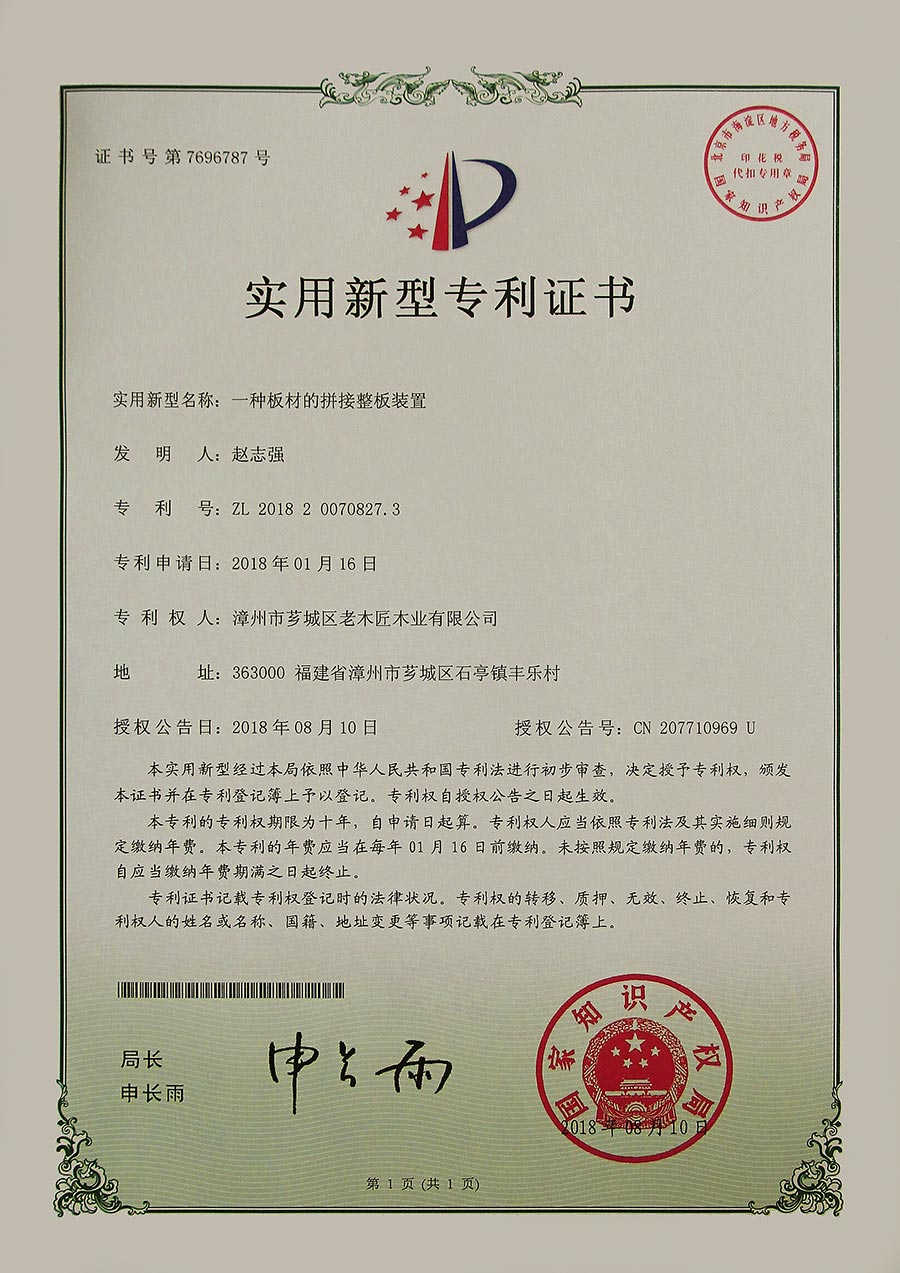 证书号第7696787号
北京市海淀区地方税务局
印花税
代扣专用章
国家知识产权局
实用新型专利证书
实用新型名称：一种板材的拼接整板装置
发明人：赵志强
专利号：ZL 2018 2 0070827.3
专利申请日：2018年01月16日
专利权人：漳州市芗城区老木匠木业有限公司
地址：363000 福建省漳州市芗城区石亭镇丰乐村
授权公告日：2018年08月10日 授权公告号：CN 207710969 U
本实用新型经过本局依照中华人民共和国专利法进行初步审查，决定授予专利权，颁发
本证书并在专利登记簿上予以登记。专利权自授权公告之日起生效。
本专利的专利权期限为十年，自申请日起算。专利权人应当依照专利法及其实施细则规
定缴纳年费。本专利的年费应当在每年01月16日前缴纳。未按照规定缴纳年费的，专利权
自应当缴纳年费期满之日起终止。
专利证书记载专利权登记时的法律状况。专利权的转移、质押、无效、终止、恢复和专
利权人的姓名或名称、国籍、地址变更等事项记载在专利登记簿上。
局长
申长雨
申长雨
国家知识产权局
2018年08月10日
第1页(共1页)